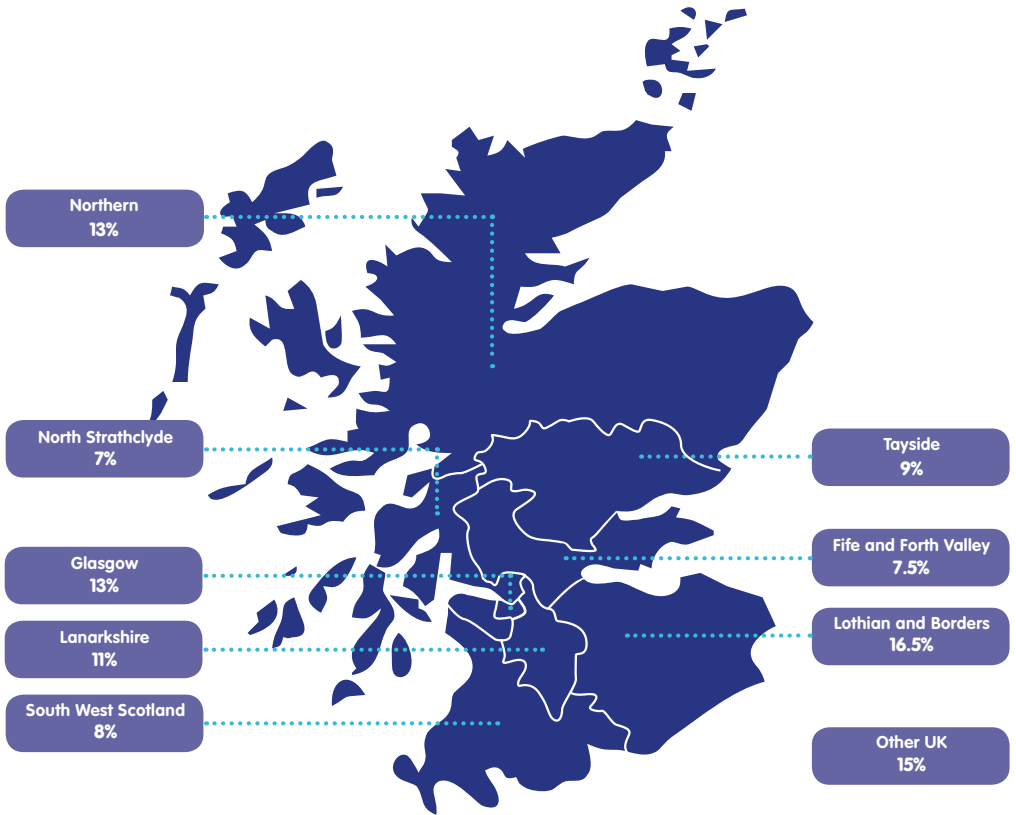 Northern
13%
North Strathclyde
7%
Glasgow
13%
Lanarkshire
11%
South West Scotland
8%
Tayside
9%
Fife and Forth Valley
7.5%
Lothian and Borders
16.5%
Other UK
15%